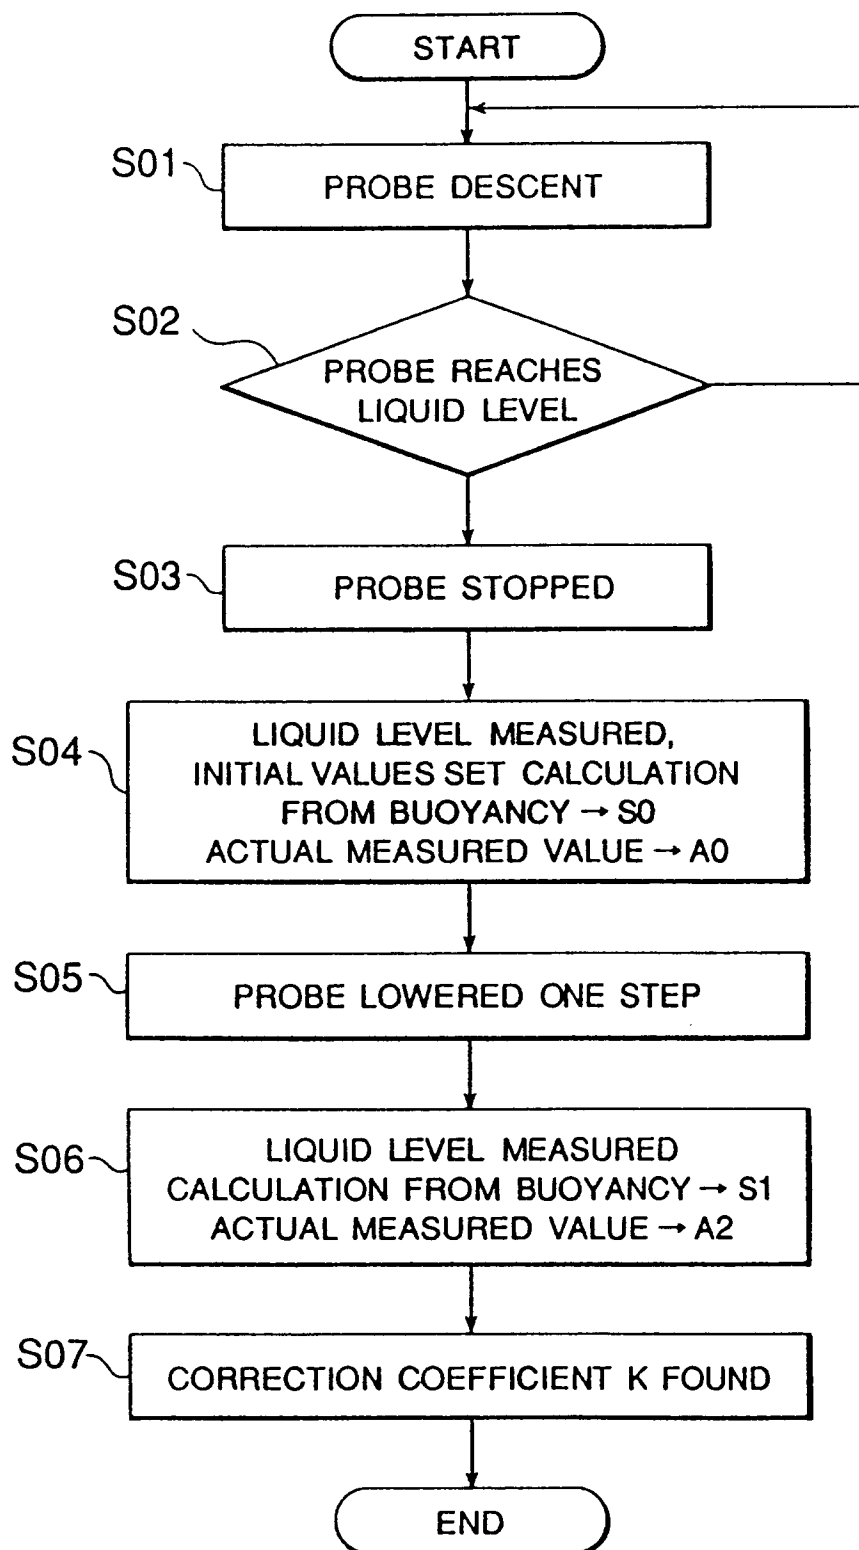 START
S01
PROBE DESCENT
S02
PROBE REACHES
LIQUID LEVEL
S03
PROBE STOPPED
S04
LIQUID LEVEL MEASURED,
INITIAL VALUES SET CALCULATION
FROM BUOYANCY → S0
ACTUAL MEASURED VALUE → A0
S05
PROBE LOWERED ONE STEP
S06
LIQUID LEVEL MEASURED
CALCULATION FROM BUOYANCY → S1
ACTUAL MEASURED VALUE → A2
S07
CORRECTION COEFFICIENT K FOUND
END